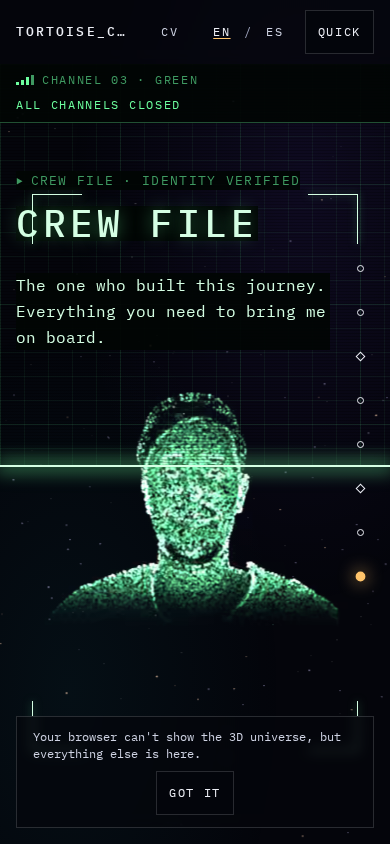 TORTOISE_C… CV EN / ES QUICK
CHANNEL 03 · GREEN
ALL CHANNELS CLOSED
▸ CREW FILE · IDENTITY VERIFIED
CREW FILE
The one who built this journey.
Everything you need to bring me
on board.
Your browser can't show the 3D universe, but
everything else is here.
GOT IT